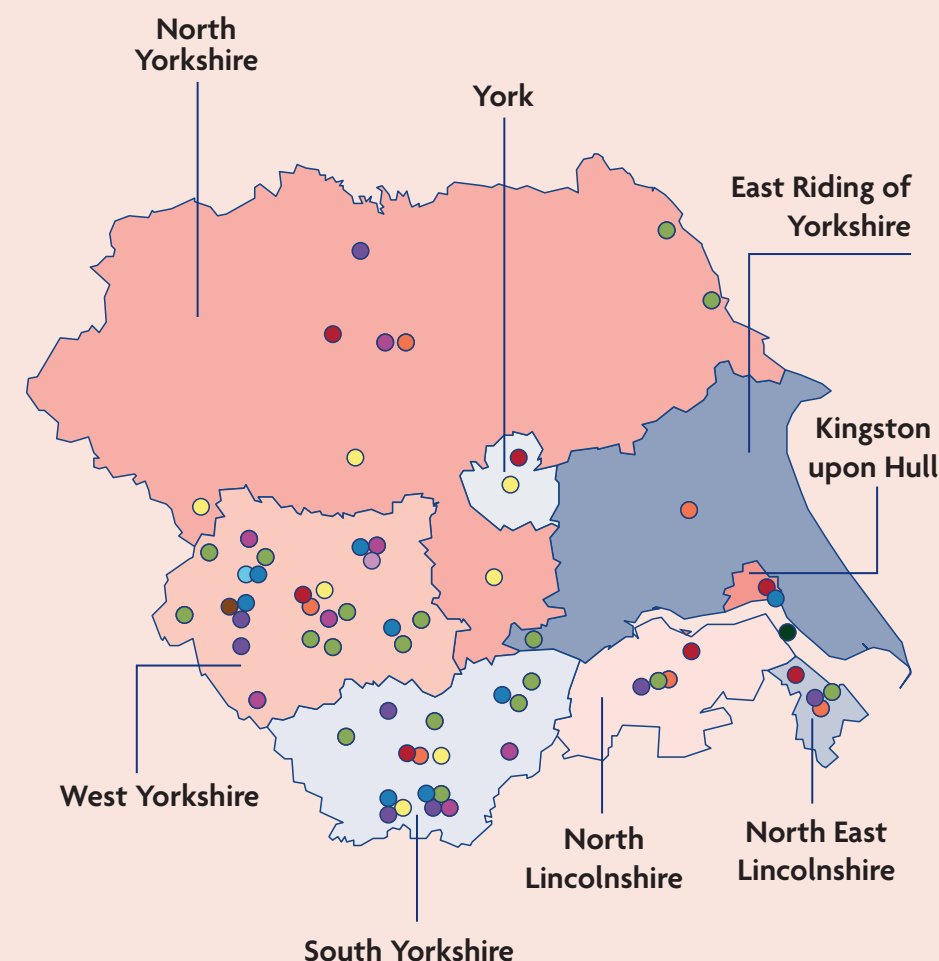 North
Yorkshire
York
East Riding of
Yorkshire
Kingston
upon Hull
West Yorkshire
North
Lincolnshire
North East
Lincolnshire
South Yorkshire